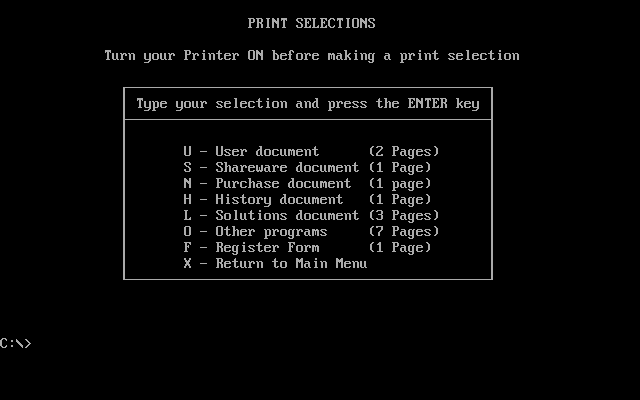 PRINT SELECTIONS
Turn your Printer ON before making a print selection
Type your selection and press the ENTER key
U - User document (2 Pages)
S - Shareware document (1 Page)
N - Purchase document (1 page)
H - History document (1 Page)
L - Solutions document (3 Pages)
O - Other programs (7 Pages)
F - Register Form (1 Page)
X - Return to Main Menu
C:\>